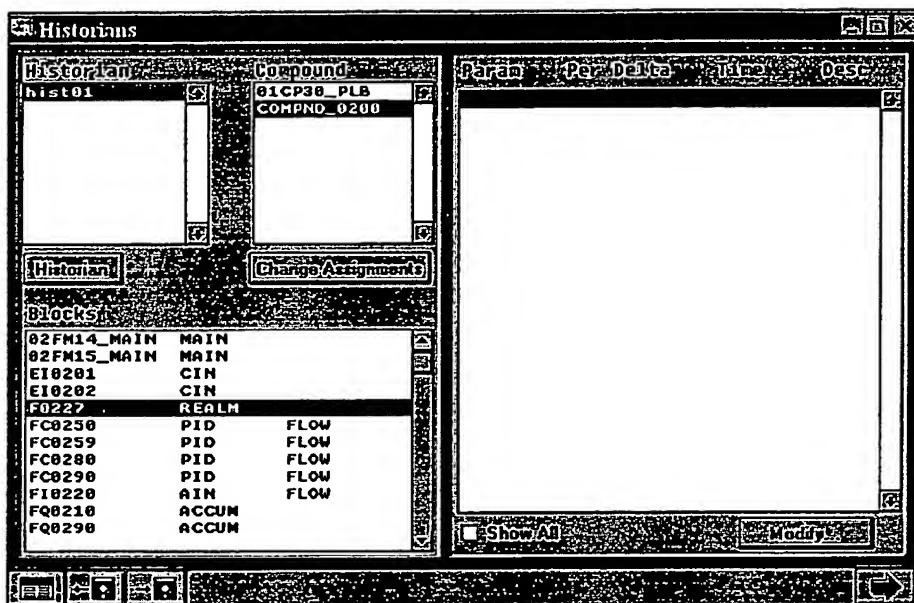 Historians
Historian
hist01
Historian
Compound
01CP30_PLB
COMPND_0200
Change Assignments
Blocks
02FM14_MAIN MAIN
02FM15_MAIN MAIN
EI0201 CIN
EI0202 CIN
F0227 REALM
FC0250 PID FLOW
FC0259 PID FLOW
FC0280 PID FLOW
FC0290 PID FLOW
FI0220 AIN FLOW
FQ0210 ACCUM
FQ0290 ACCUM
Param Per Delta Time Desc
Show All
Modify...